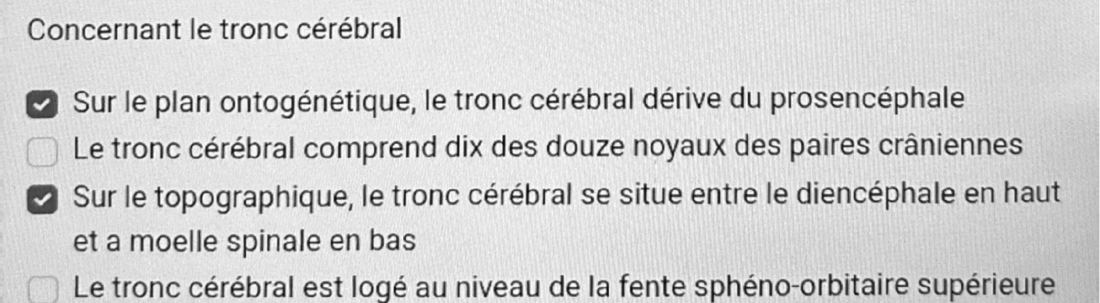 Concernant le tronc cérébral
Sur le plan ontogénétique, le tronc cérébral dérive du prosencéphale
Le tronc cérébral comprend dix des douze noyaux des paires crâniennes
Sur le topographique, le tronc cérébral se situe entre le diencéphale en haut
et a moelle spinale en bas
Le tronc cérébral est logé au niveau de la fente sphéno-orbitaire supérieure